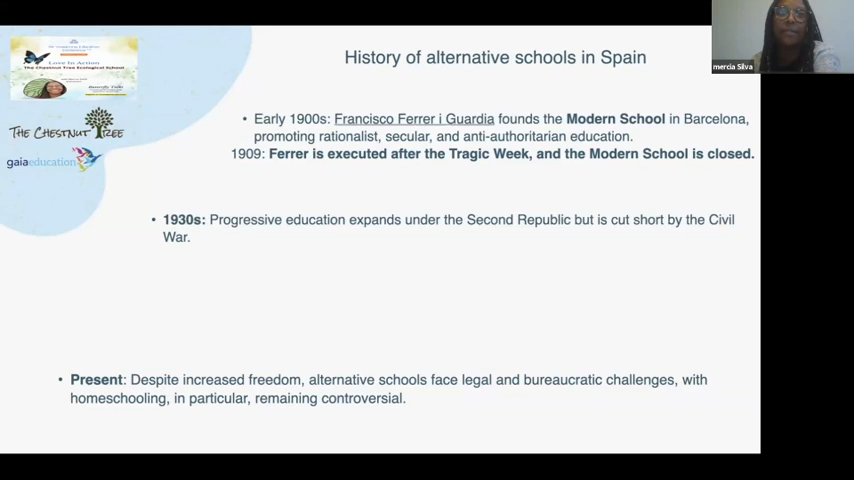 mercia Silva
Love In Action
The Chestnut Tree Ecological School
Butterfly Talks
THE CHESTNUT TREE
gaiaeducation
History of alternative schools in Spain
• Early 1900s: Francisco Ferrer i Guardia founds the Modern School in Barcelona,
promoting rationalist, secular, and anti-authoritarian education.
1909: Ferrer is executed after the Tragic Week, and the Modern School is closed.
• 1930s: Progressive education expands under the Second Republic but is cut short by the Civil
War.
• Present: Despite increased freedom, alternative schools face legal and bureaucratic challenges, with
homeschooling, in particular, remaining controversial.